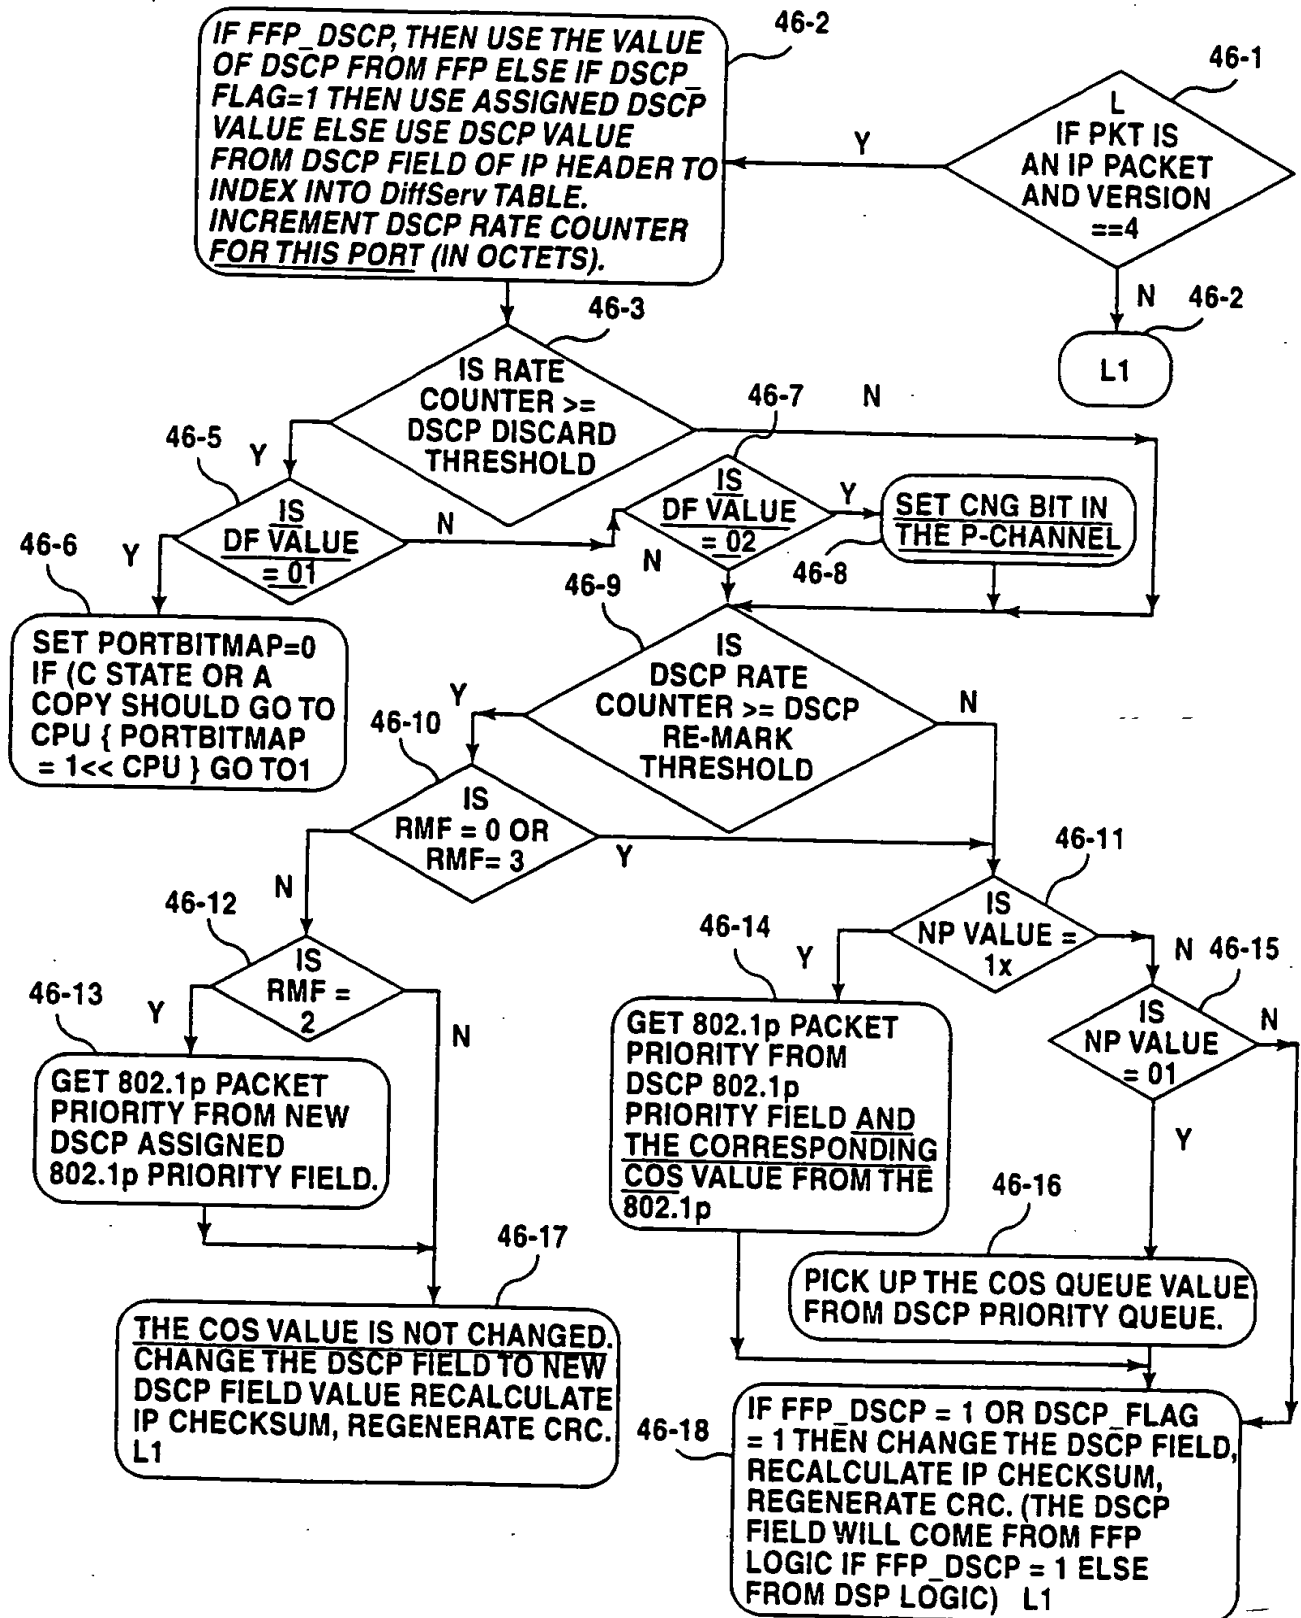 46-2
IF FFP_DSCP, THEN USE THE VALUE
OF DSCP FROM FFP ELSE IF DSCP_
FLAG=1 THEN USE ASSIGNED DSCP
VALUE ELSE USE DSCP VALUE
FROM DSCP FIELD OF IP HEADER TO
INDEX INTO DiffServ TABLE.
INCREMENT DSCP RATE COUNTER
FOR THIS PORT (IN OCTETS).
46-1
L
IF PKT IS
AN IP PACKET
AND VERSION
==4
Y
N
46-2
L1
46-3
IS RATE
COUNTER >=
DSCP DISCARD
THRESHOLD
Y
N
46-5
IS
DF VALUE
= 01
Y
N
46-7
IS
DF VALUE
= 02
Y
N
46-8
SET CNG BIT IN
THE P-CHANNEL
46-6
SET PORTBITMAP=0
IF (C STATE OR A
COPY SHOULD GO TO
CPU { PORTBITMAP
= 1<< CPU } GO TO1
46-9
IS
DSCP RATE
COUNTER >= DSCP
RE-MARK
THRESHOLD
Y
N
46-10
IS
RMF = 0 OR
RMF= 3
Y
N
46-11
IS
NP VALUE =
1x
Y
N
46-12
IS
RMF =
2
Y
N
46-13
GET 802.1p PACKET
PRIORITY FROM NEW
DSCP ASSIGNED
802.1p PRIORITY FIELD.
46-14
GET 802.1p PACKET
PRIORITY FROM
DSCP 802.1p
PRIORITY FIELD AND
THE CORRESPONDING
COS VALUE FROM THE
802.1p
46-15
IS
NP VALUE
= 01
N
Y
46-16
PICK UP THE COS QUEUE VALUE
FROM DSCP PRIORITY QUEUE.
46-17
THE COS VALUE IS NOT CHANGED.
CHANGE THE DSCP FIELD TO NEW
DSCP FIELD VALUE RECALCULATE
IP CHECKSUM, REGENERATE CRC.
L1
46-18
IF FFP_DSCP = 1 OR DSCP_FLAG
= 1 THEN CHANGE THE DSCP FIELD,
RECALCULATE IP CHECKSUM,
REGENERATE CRC. (THE DSCP
FIELD WILL COME FROM FFP
LOGIC IF FFP_DSCP = 1 ELSE
FROM DSP LOGIC) L1